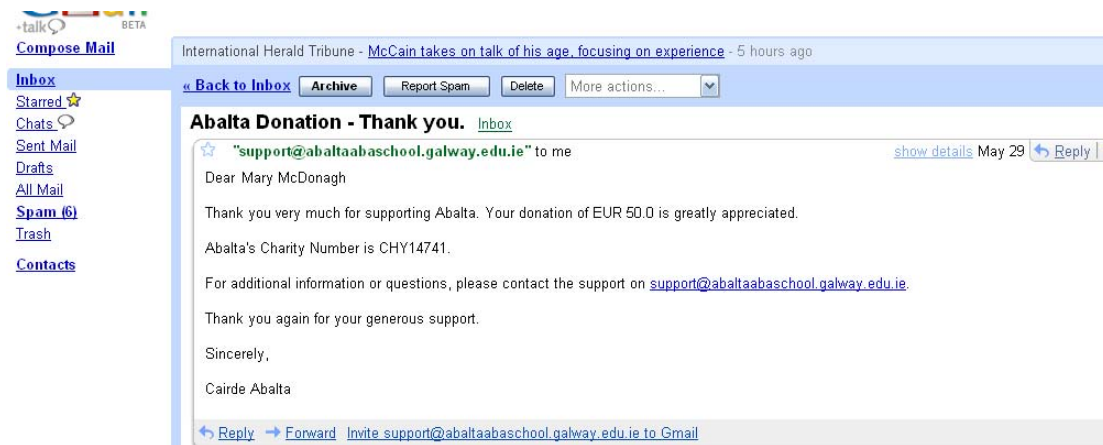 +talk BETA
Compose Mail
Inbox
Starred
Chats
Sent Mail
Drafts
All Mail
Spam (6)
Trash
Contacts
International Herald Tribune - McCain takes on talk of his age, focusing on experience - 5 hours ago
« Back to Inbox Archive Report Spam Delete More actions...
Abalta Donation - Thank you. Inbox
"support@abaltaabaschool.galway.edu.ie" to me show details May 29 Reply
Dear Mary McDonagh
Thank you very much for supporting Abalta. Your donation of EUR 50.0 is greatly appreciated.
Abalta's Charity Number is CHY14741.
For additional information or questions, please contact the support on support@abaltaabaschool.galway.edu.ie.
Thank you again for your generous support.
Sincerely,
Cairde Abalta
Reply Forward Invite support@abaltaabaschool.galway.edu.ie to Gmail